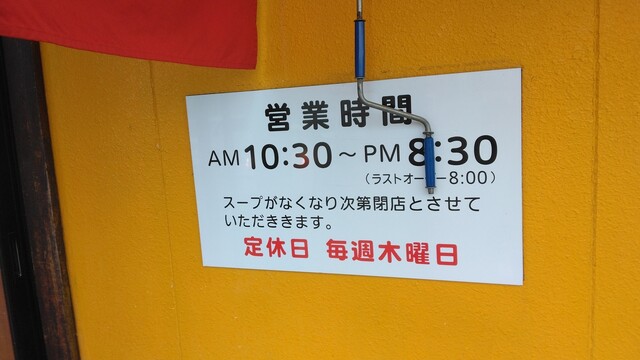 営業時間
AM10:30~PM8:30
(ラストオーダー8:00)
スープがなくなり次第閉店とさせて
いただききます。
定休日 毎週木曜日